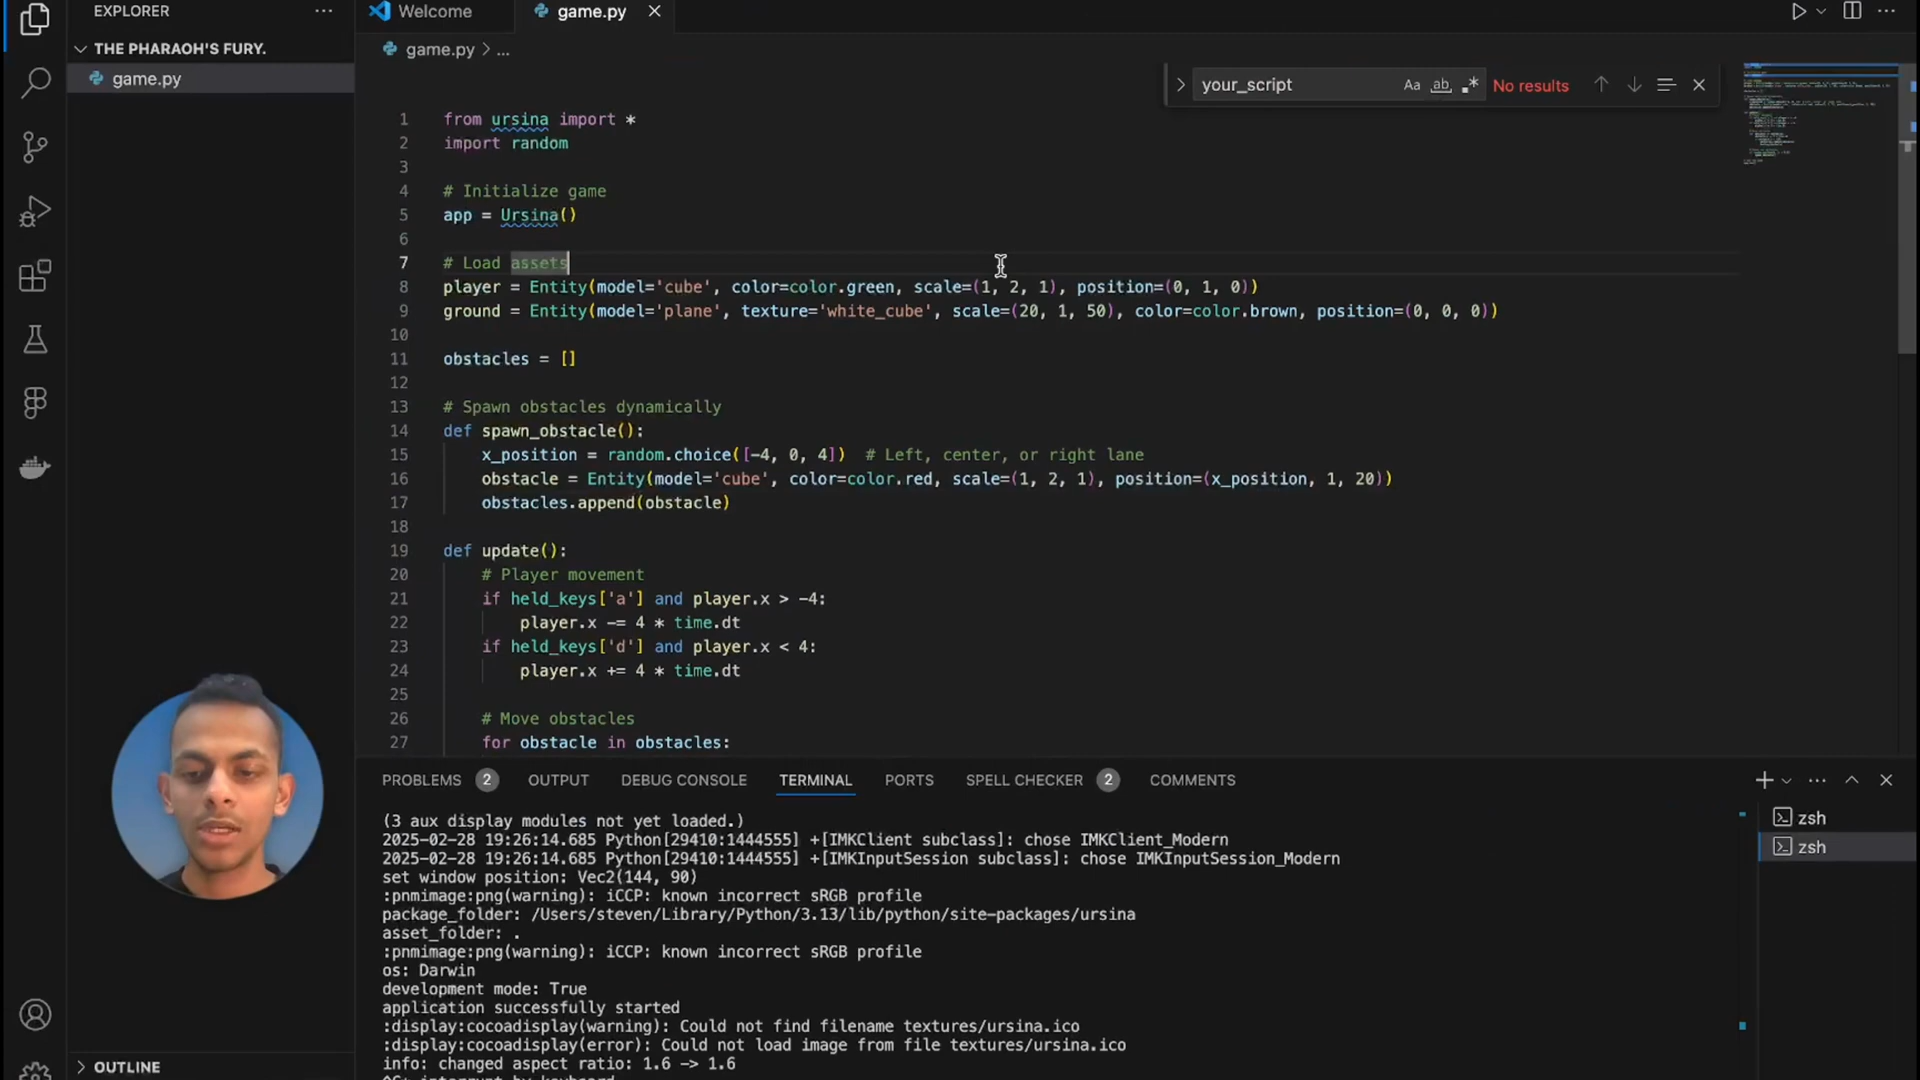 EXPLORER
THE PHARAOH'S FURY.
game.py
OUTLINE
Welcome
game.py
game.py > ...
your_script
Aa
ab
No results
1 from ursina import *
2 import random
3
4 # Initialize game
5 app = Ursina()
6
7 # Load assets
8 player = Entity(model='cube', color=color.green, scale=(1, 2, 1), position=(0, 1, 0))
9 ground = Entity(model='plane', texture='white_cube', scale=(20, 1, 50), color=color.brown, position=(0, 0, 0))
10
11 obstacles = []
12
13 # Spawn obstacles dynamically
14 def spawn_obstacle():
15 x_position = random.choice([-4, 0, 4]) # Left, center, or right lane
16 obstacle = Entity(model='cube', color=color.red, scale=(1, 2, 1), position=(x_position, 1, 20))
17 obstacles.append(obstacle)
18
19 def update():
20 # Player movement
21 if held_keys['a'] and player.x > -4:
22 player.x -= 4 * time.dt
23 if held_keys['d'] and player.x < 4:
24 player.x += 4 * time.dt
25
26 # Move obstacles
27 for obstacle in obstacles:
PROBLEMS 2 OUTPUT DEBUG CONSOLE TERMINAL PORTS SPELL CHECKER 2 COMMENTS
(3 aux display modules not yet loaded.)
2025-02-28 19:26:14.685 Python[29410:1444555] +[IMKClient subclass]: chose IMKClient_Modern
2025-02-28 19:26:14.685 Python[29410:1444555] +[IMKInputSession subclass]: chose IMKInputSession_Modern
set window position: Vec2(144, 90)
:pnmimage:png(warning): iCCP: known incorrect sRGB profile
package_folder: /Users/steven/Library/Python/3.13/lib/python/site-packages/ursina
asset_folder: .
:pnmimage:png(warning): iCCP: known incorrect sRGB profile
os: Darwin
development mode: True
application successfully started
:display:cocoadisplay(warning): Could not find filename textures/ursina.ico
:display:cocoadisplay(error): Could not load image from file textures/ursina.ico
info: changed aspect ratio: 1.6 -> 1.6
zsh
zsh